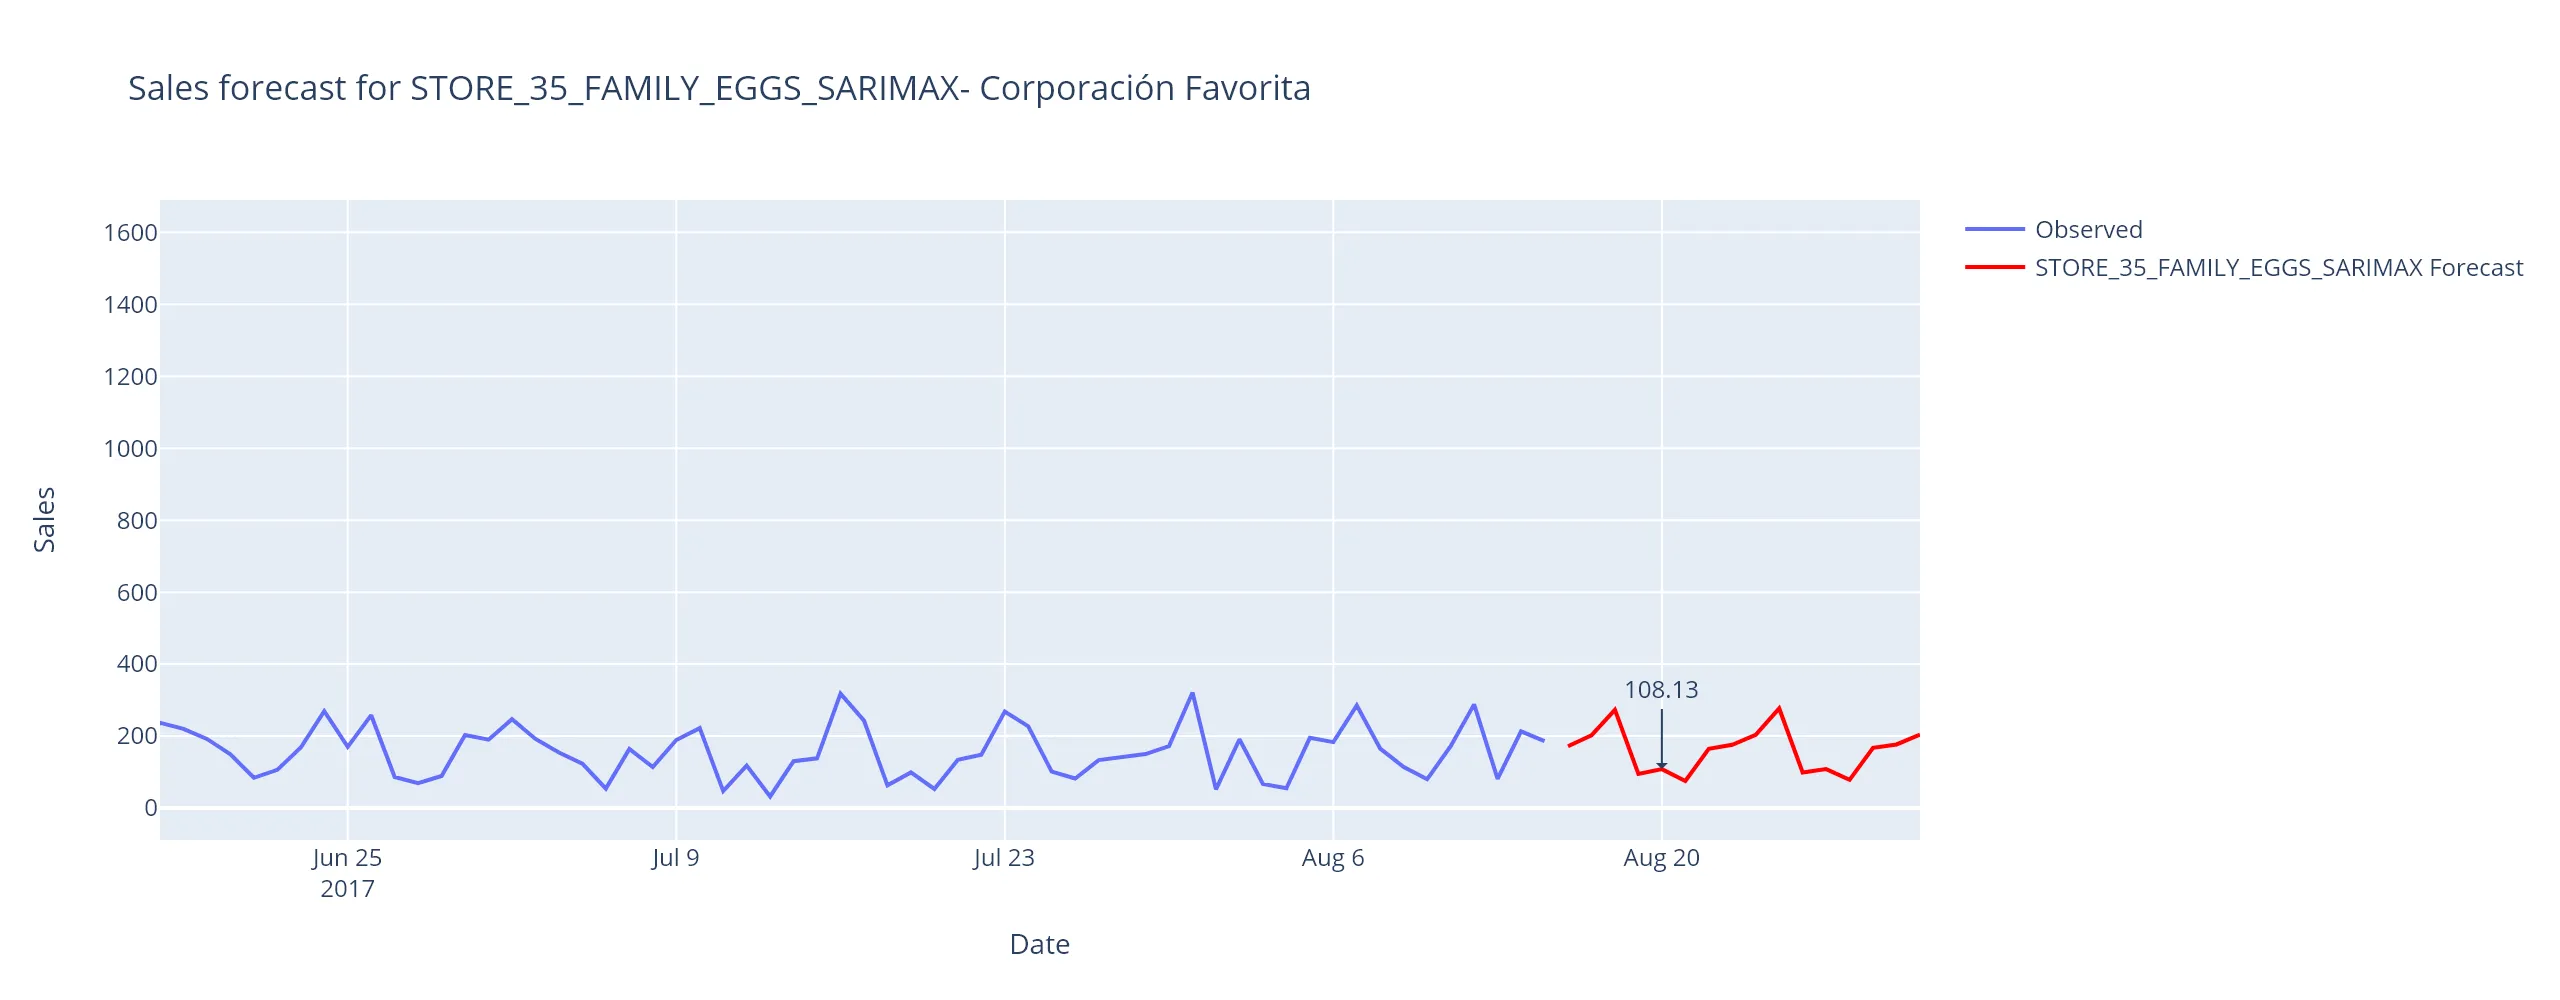 Sales forecast for STORE_35_FAMILY_EGGS_SARIMAX- Corporación Favorita
Observed
STORE_35_FAMILY_EGGS_SARIMAX Forecast
1600
1400
1200
1000
800
600
400
200
0
Sales
108.13
Jun 25
2017
Jul 9
Jul 23
Aug 6
Aug 20
Date